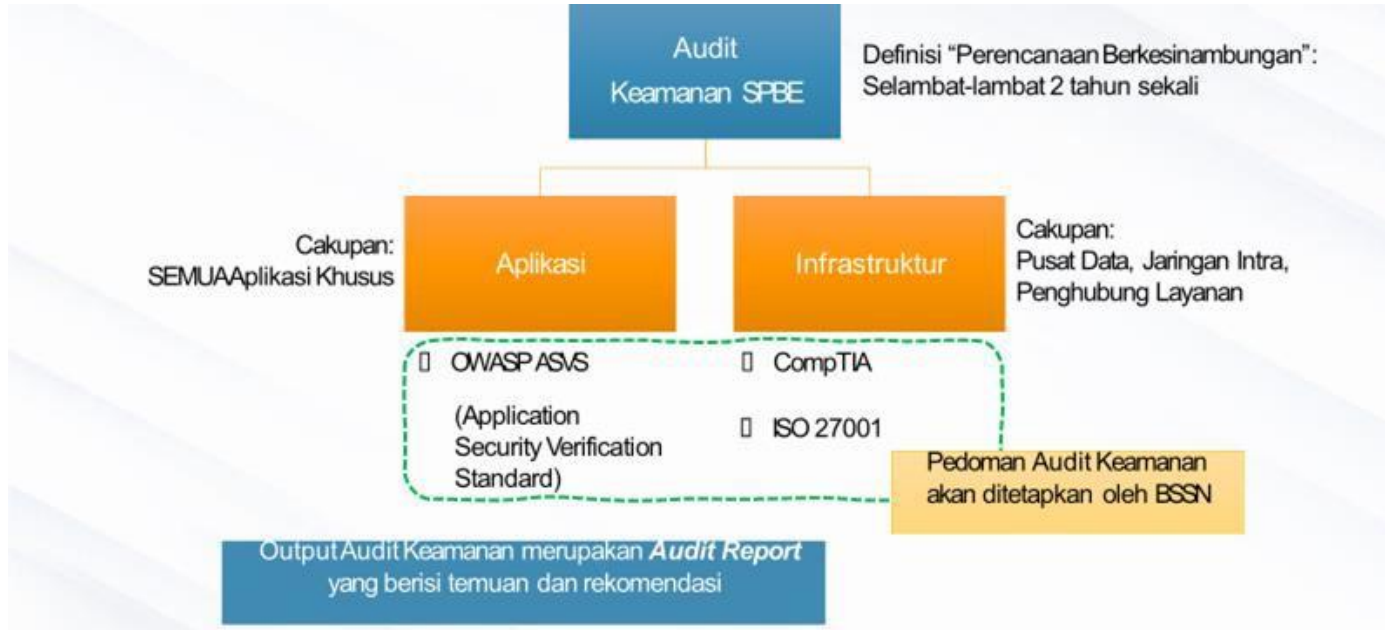 Audit
Keamanan SPBE
Definisi “Perencanaan Berkesinambungan”:
Selambat-lambat 2 tahun sekali
Cakupan:
SEMUA Aplikasi Khusus
Aplikasi
Infrastruktur
Cakupan:
Pusat Data, Jaringan Intra,
Penghubung Layanan
OWASP ASVS
(Application
Security Verification
Standard)
CompTIA
ISO 27001
Pedoman Audit Keamanan
akan ditetapkan oleh BSSN
Output Audit Keamanan merupakan Audit Report
yang berisi temuan dan rekomendasi